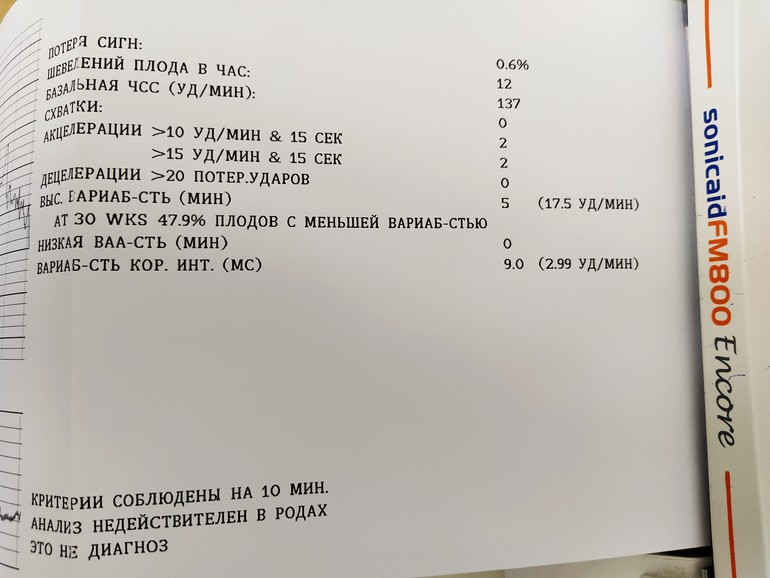 ПОТЕРЯ СИГН: 0.6%
ШЕВЕЛЕНИЙ ПЛОДА В ЧАС: 12
БАЗАЛЬНАЯ ЧСС (УД/МИН): 137
СХВАТКИ: 0
АКЦЕЛЕРАЦИИ >10 УД/МИН & 15 СЕК 2
>15 УД/МИН & 15 СЕК 2
ДЕЦЕЛЕРАЦИИ >20 ПОТЕР.УДАРОВ 0
ВЫС. ВАРИАБ-СТЬ (МИН) 5 (17.5 УД/МИН)
АТ 30 WKS 47.9% ПЛОДОВ С МЕНЬШЕЙ ВАРИАБ-СТЬЮ
НИЗКАЯ ВАА-СТЬ (МИН) 0
ВАРИАБ-СТЬ КОР. ИНТ. (МС) 9.0 (2.99 УД/МИН)
КРИТЕРИИ СОБЛЮДЕНЫ НА 10 МИН.
АНАЛИЗ НЕДЕЙСТВИТЕЛЕН В РОДАХ
ЭТО НЕ ДИАГНОЗ
sonicaid FM800 Encore